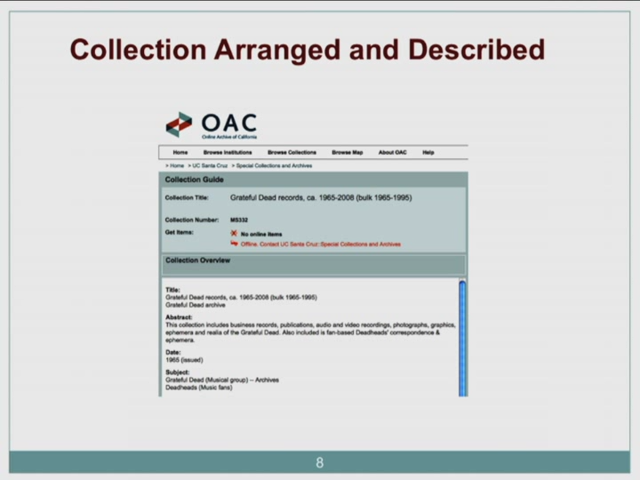 Collection Arranged and Described
OAC
Online Archive of California
Home Browse Institutions Browse Collections Browse Map About OAC Help
> Home > UC Santa Cruz > Special Collections and Archives
Collection Guide
Collection Title: Grateful Dead records, ca. 1965-2008 (bulk 1965-1995)
Collection Number: MS332
Get Items: No online items
Offline. Contact UC Santa Cruz::Special Collections and Archives
Collection Overview
Title:
Grateful Dead records, ca. 1965-2008 (bulk 1965-1995)
Grateful Dead archive
Abstract:
This collection includes business records, publications, audio and video recordings, photographs, graphics,
ephemera and realia of the Grateful Dead. Also included is fan-based Deadheads' correspondence &
ephemera.
Date:
1965 (issued)
Subject:
Grateful Dead (Musical group) -- Archives
Deadheads (Music fans)
8